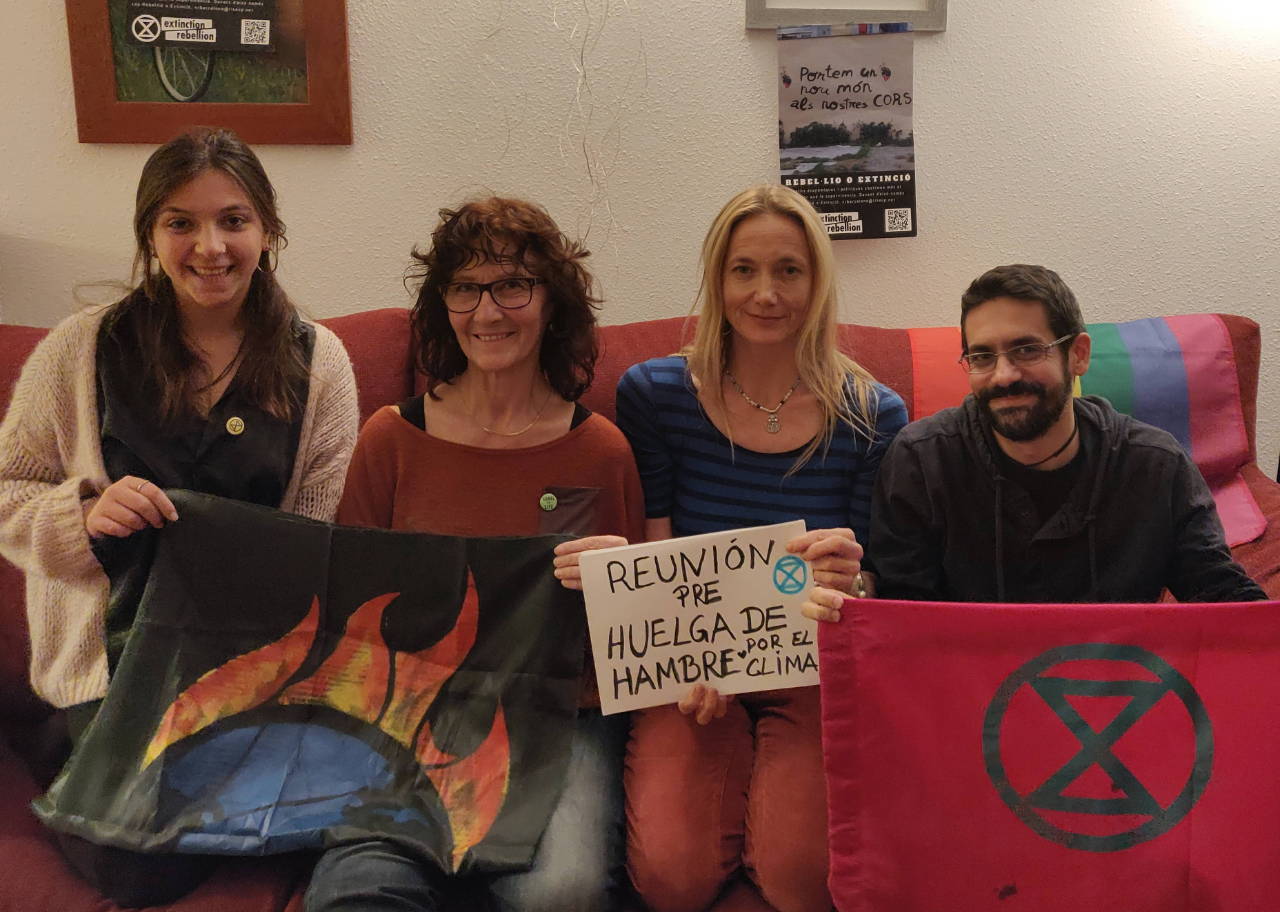 extinction
rebellion
Portem un
nou món
als nostres CORS
REBEL·LIO O EXTINCIÓ
extinction
rebellion
REUNIÓN
PRE
HUELGA DE
HAMBRE POR EL
CLIMA